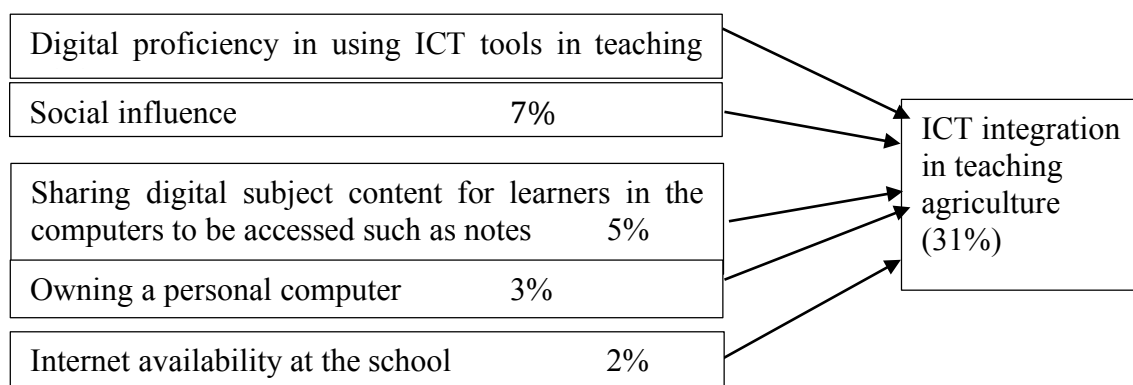 Digital proficiency in using ICT tools in teaching
Social influence 7%
Sharing digital subject content for learners in the
computers to be accessed such as notes 5%
Owning a personal computer 3%
Internet availability at the school 2%
ICT integration
in teaching
agriculture
(31%)